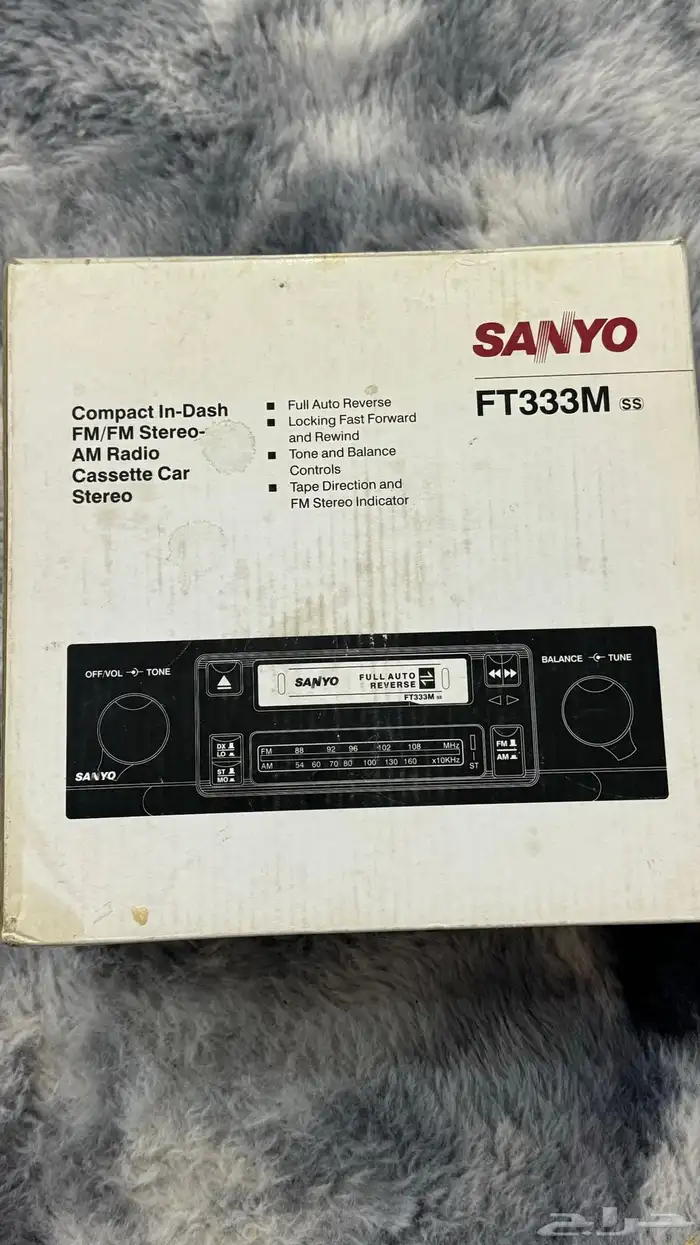 SANYO
FT333M SS
Compact In-Dash
FM/FM Stereo-
AM Radio
Cassette Car
Stereo
■ Full Auto Reverse
■ Locking Fast Forward
and Rewind
■ Tone and Balance
Controls
■ Tape Direction and
FM Stereo Indicator
OFF/VOL TONE
SANYO
FULL AUTO
REVERSE
FT333M SS
BALANCE TUNE
DX
LO
ST
MO
FM 88 92 96 102 108 MHz
AM 54 60 70 80 100 130 160 x10KHz
ST
FM
AM
SANYO
حراج